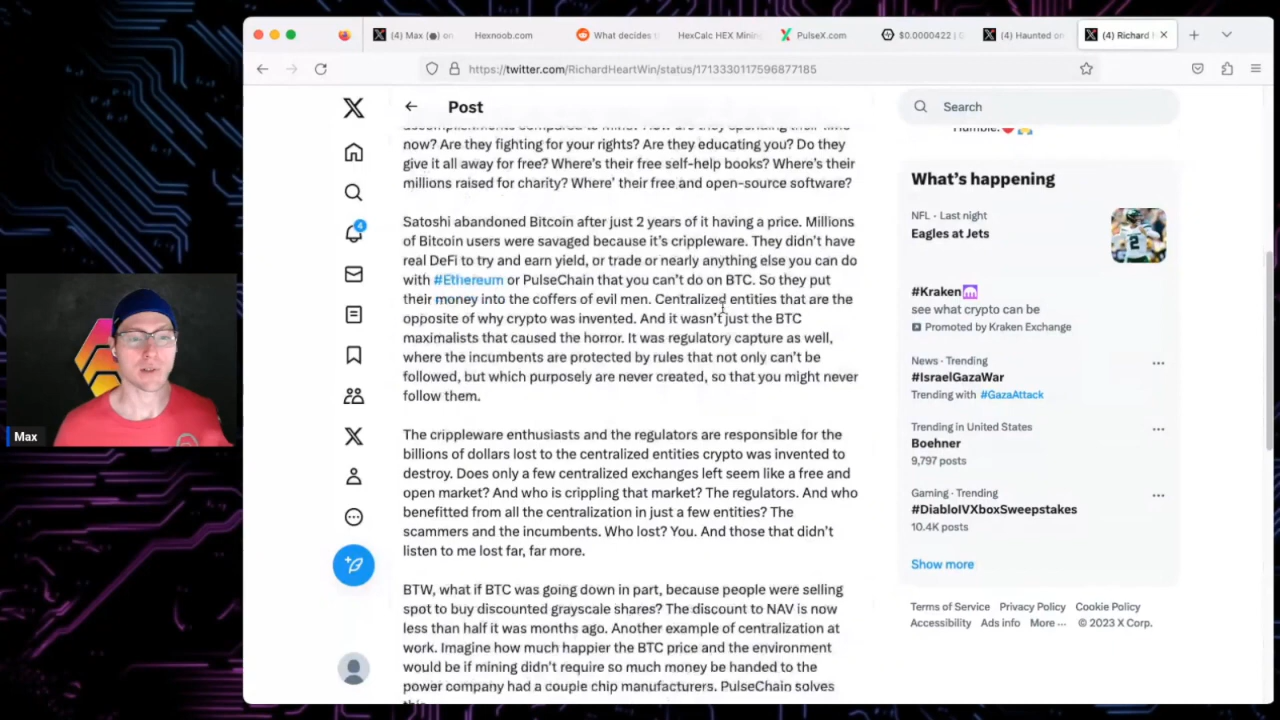 (4) Max (●) on
Hexnoob.com
What decides t
HexCalc HEX Minin
PulseX.com
$0.0000422 |
(4) Haunted on
(4) Richard
https://twitter.com/RichardHeartWin/status/1713330117596877185
Post
Search
now? Are they fighting for your rights? Are they educating you? Do they
give it all away for free? Where's their free self-help books? Where's their
millions raised for charity? Where' their free and open-source software?
Satoshi abandoned Bitcoin after just 2 years of it having a price. Millions
of Bitcoin users were savaged because it's crippleware. They didn't have
real DeFi to try and earn yield, or trade or nearly anything else you can do
with #Ethereum or PulseChain that you can't do on BTC. So they put
their money into the coffers of evil men. Centralized entities that are the
opposite of why crypto was invented. And it wasn't just the BTC
maximalists that caused the horror. It was regulatory capture as well,
where the incumbents are protected by rules that not only can't be
followed, but which purposely are never created, so that you might never
follow them.
The crippleware enthusiasts and the regulators are responsible for the
billions of dollars lost to the centralized entities crypto was invented to
destroy. Does only a few centralized exchanges left seem like a free and
open market? And who is crippling that market? The regulators. And who
benefitted from all the centralization in just a few entities? The
scammers and the incumbents. Who lost? You. And those that didn't
listen to me lost far, far more.
BTW, what if BTC was going down in part, because people were selling
spot to buy discounted grayscale shares? The discount to NAV is now
less than half it was months ago. Another example of centralization at
work. Imagine how much happier the BTC price and the environment
would be if mining didn't require so much money be handed to the
power company had a couple chip manufacturers. PulseChain solves
What's happening
NFL · Last night
Eagles at Jets
#Kraken
see what crypto can be
Promoted by Kraken Exchange
News · Trending
#IsraelGazaWar
Trending with #GazaAttack
Trending in United States
Boehner
9,797 posts
Gaming · Trending
#DiabloIVXboxSweepstakes
10.4K posts
Show more
Terms of Service Privacy Policy Cookie Policy
Accessibility Ads info More ··· © 2023 X Corp.
4
Max